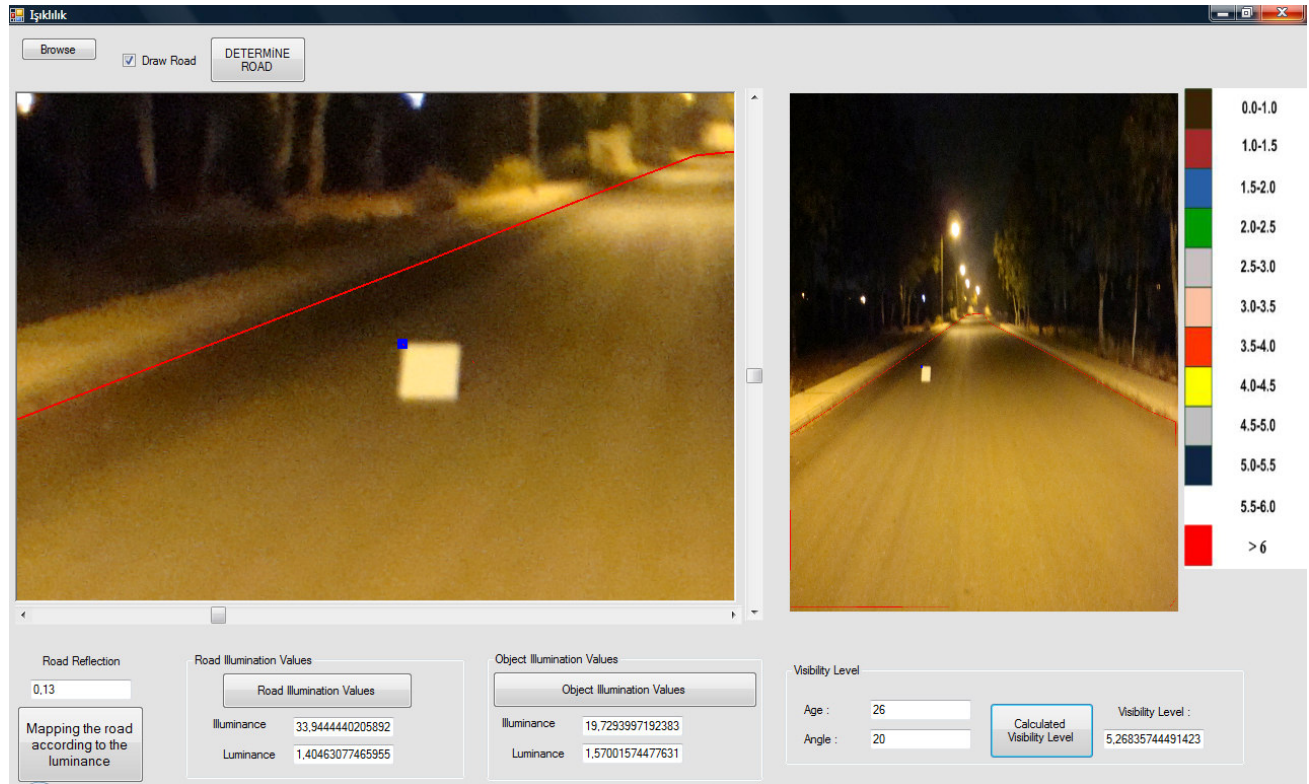 Işıklılık
Browse
Draw Road
DETERMİNE
ROAD
0.0-1.0
1.0-1.5
1.5-2.0
2.0-2.5
2.5-3.0
3.0-3.5
3.5-4.0
4.0-4.5
4.5-5.0
5.0-5.5
5.5-6.0
> 6
Road Reflection
0,13
Mapping the road
according to the
luminance
Road Illumination Values
Road Illumination Values
Illuminance 33,9444440205892
Luminance 1,40463077465955
Object Illumination Values
Object Illumination Values
Illuminance 19,7293997192383
Luminance 1,57001574477631
Visibility Level
Age : 26
Angle : 20
Calculated
Visibility Level
Visibility Level :
5,26835744491423